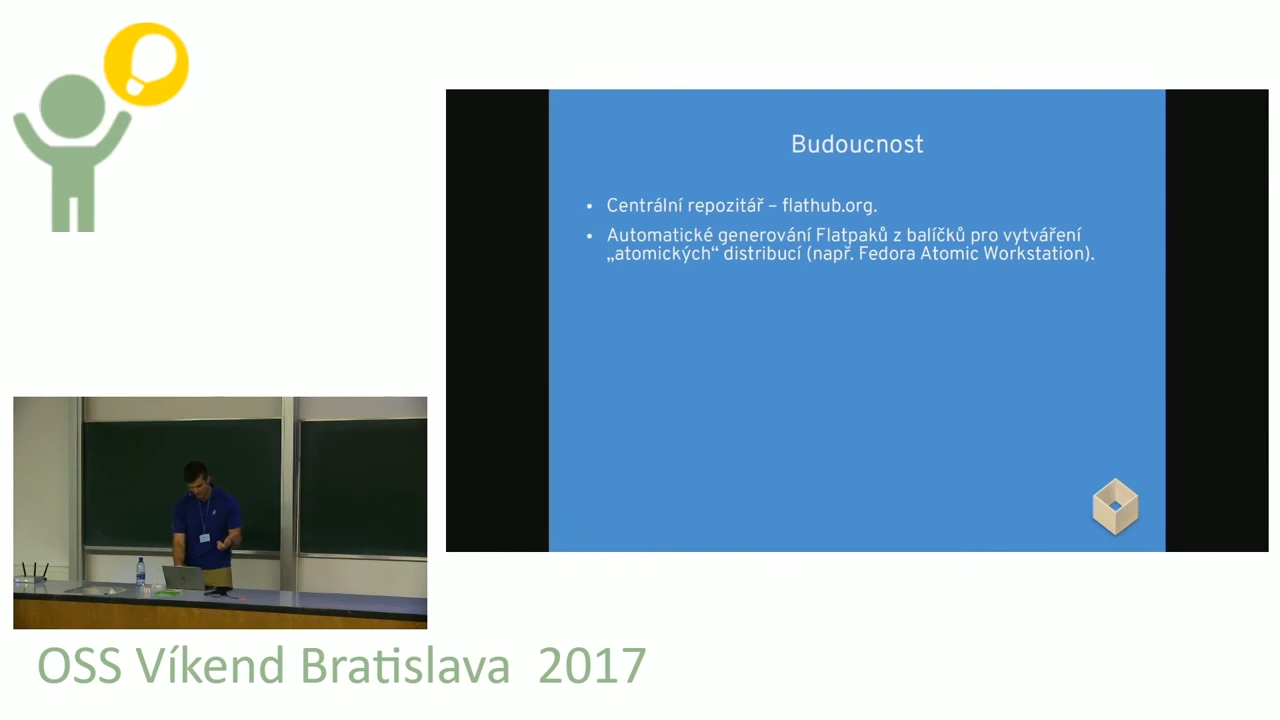 Budoucnost
• Centrální repozitář – flathub.org.
• Automatické generování Flatpaků z balíčků pro vytváření
„atomických“ distribucí (např. Fedora Atomic Workstation).
OSS Víkend Bratislava 2017